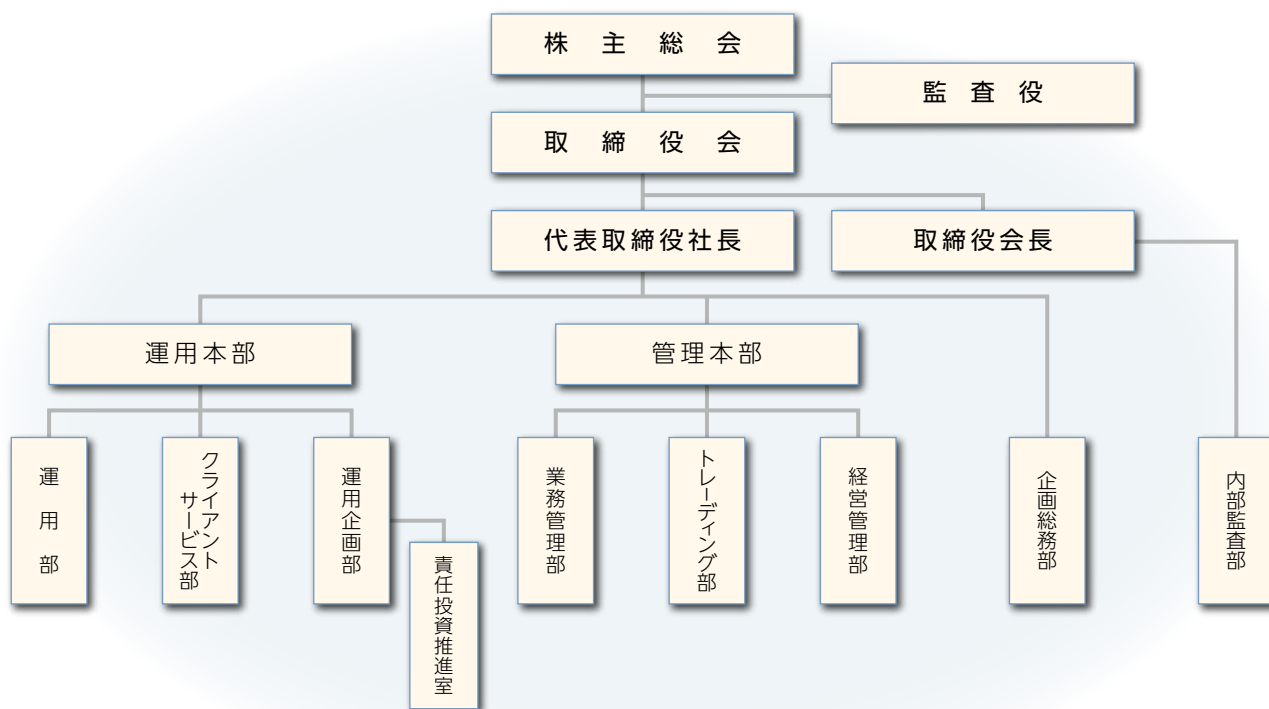 株主総会
監査役
取締役会
代表取締役社長
取締役会長
運用本部
管理本部
運用部
クライアント
サービス部
運用企画部
責任投資推進室
業務管理部
トレーディング部
経営管理部
企画総務部
内部監査部